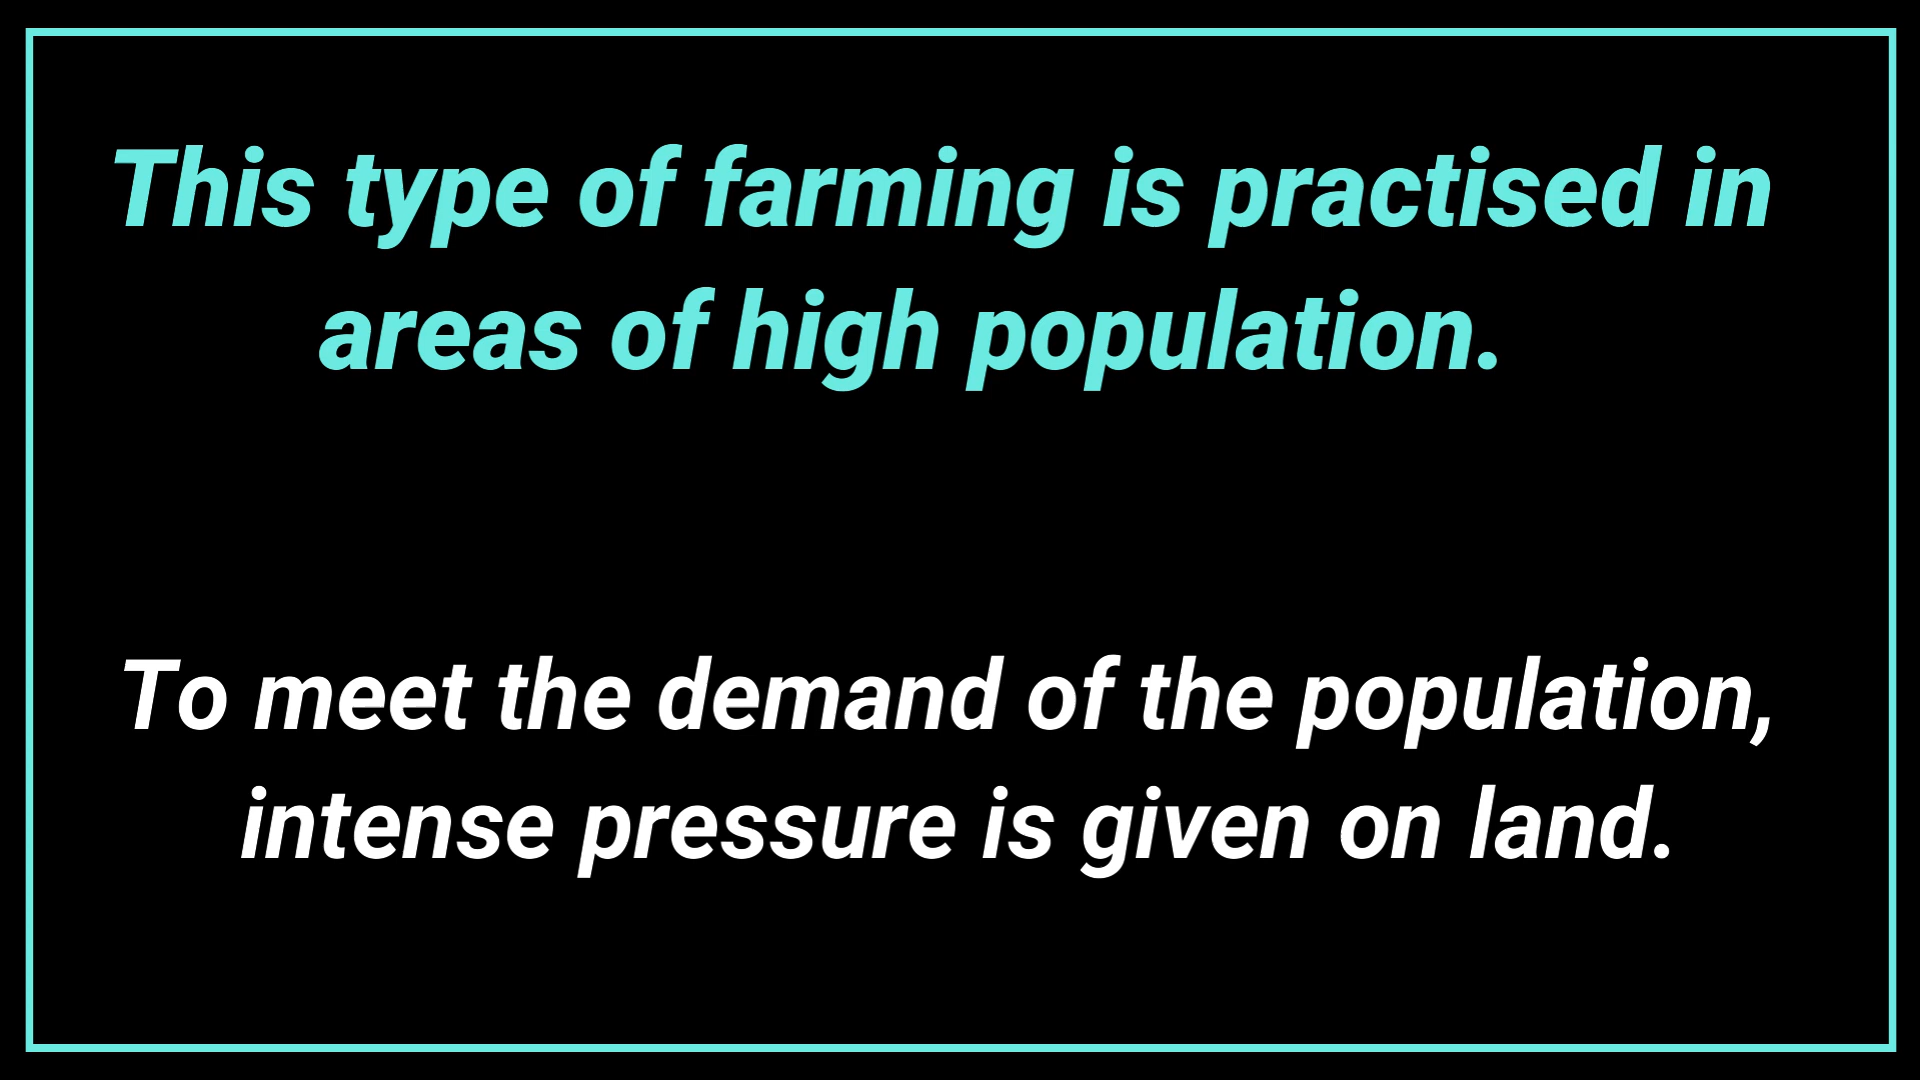 This type of farming is practised in
areas of high population.
To meet the demand of the population,
intense pressure is given on land.